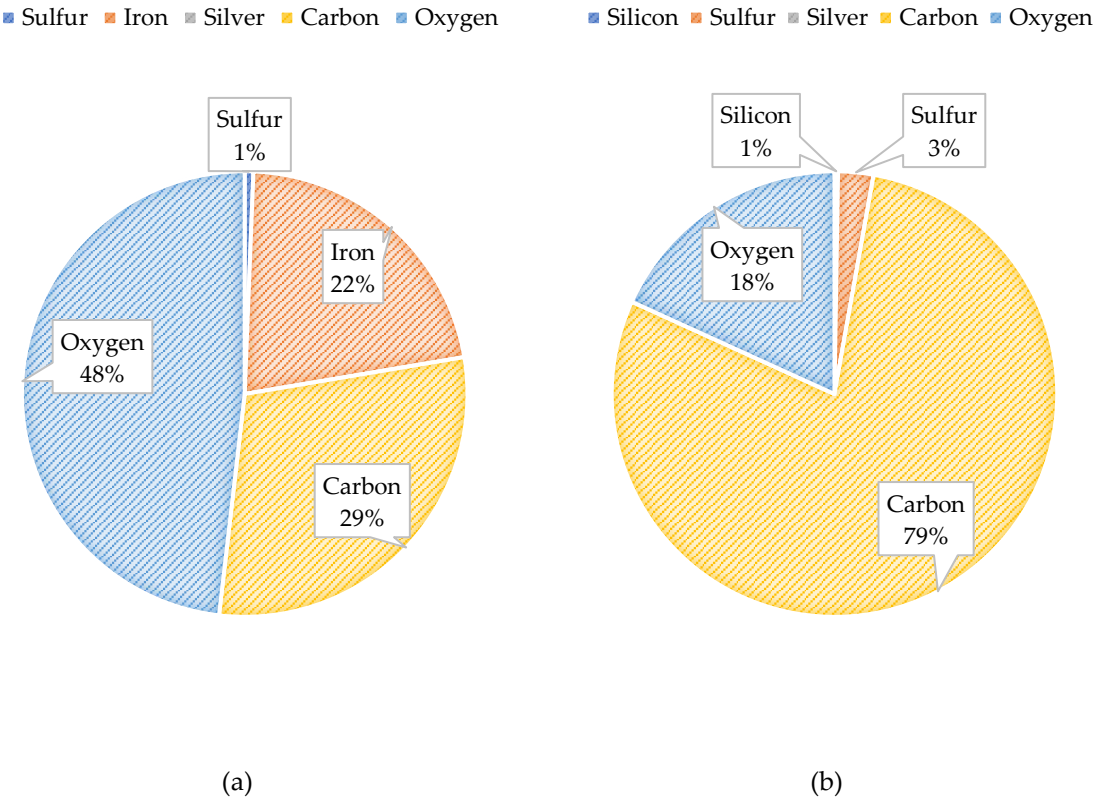 Sulfur Iron Silver Carbon Oxygen
Sulfur
1%
Iron
22%
Oxygen
48%
Carbon
29%
(a)
Silicon Sulfur Silver Carbon Oxygen
Silicon
1%
Sulfur
3%
Oxygen
18%
Carbon
79%
(b)